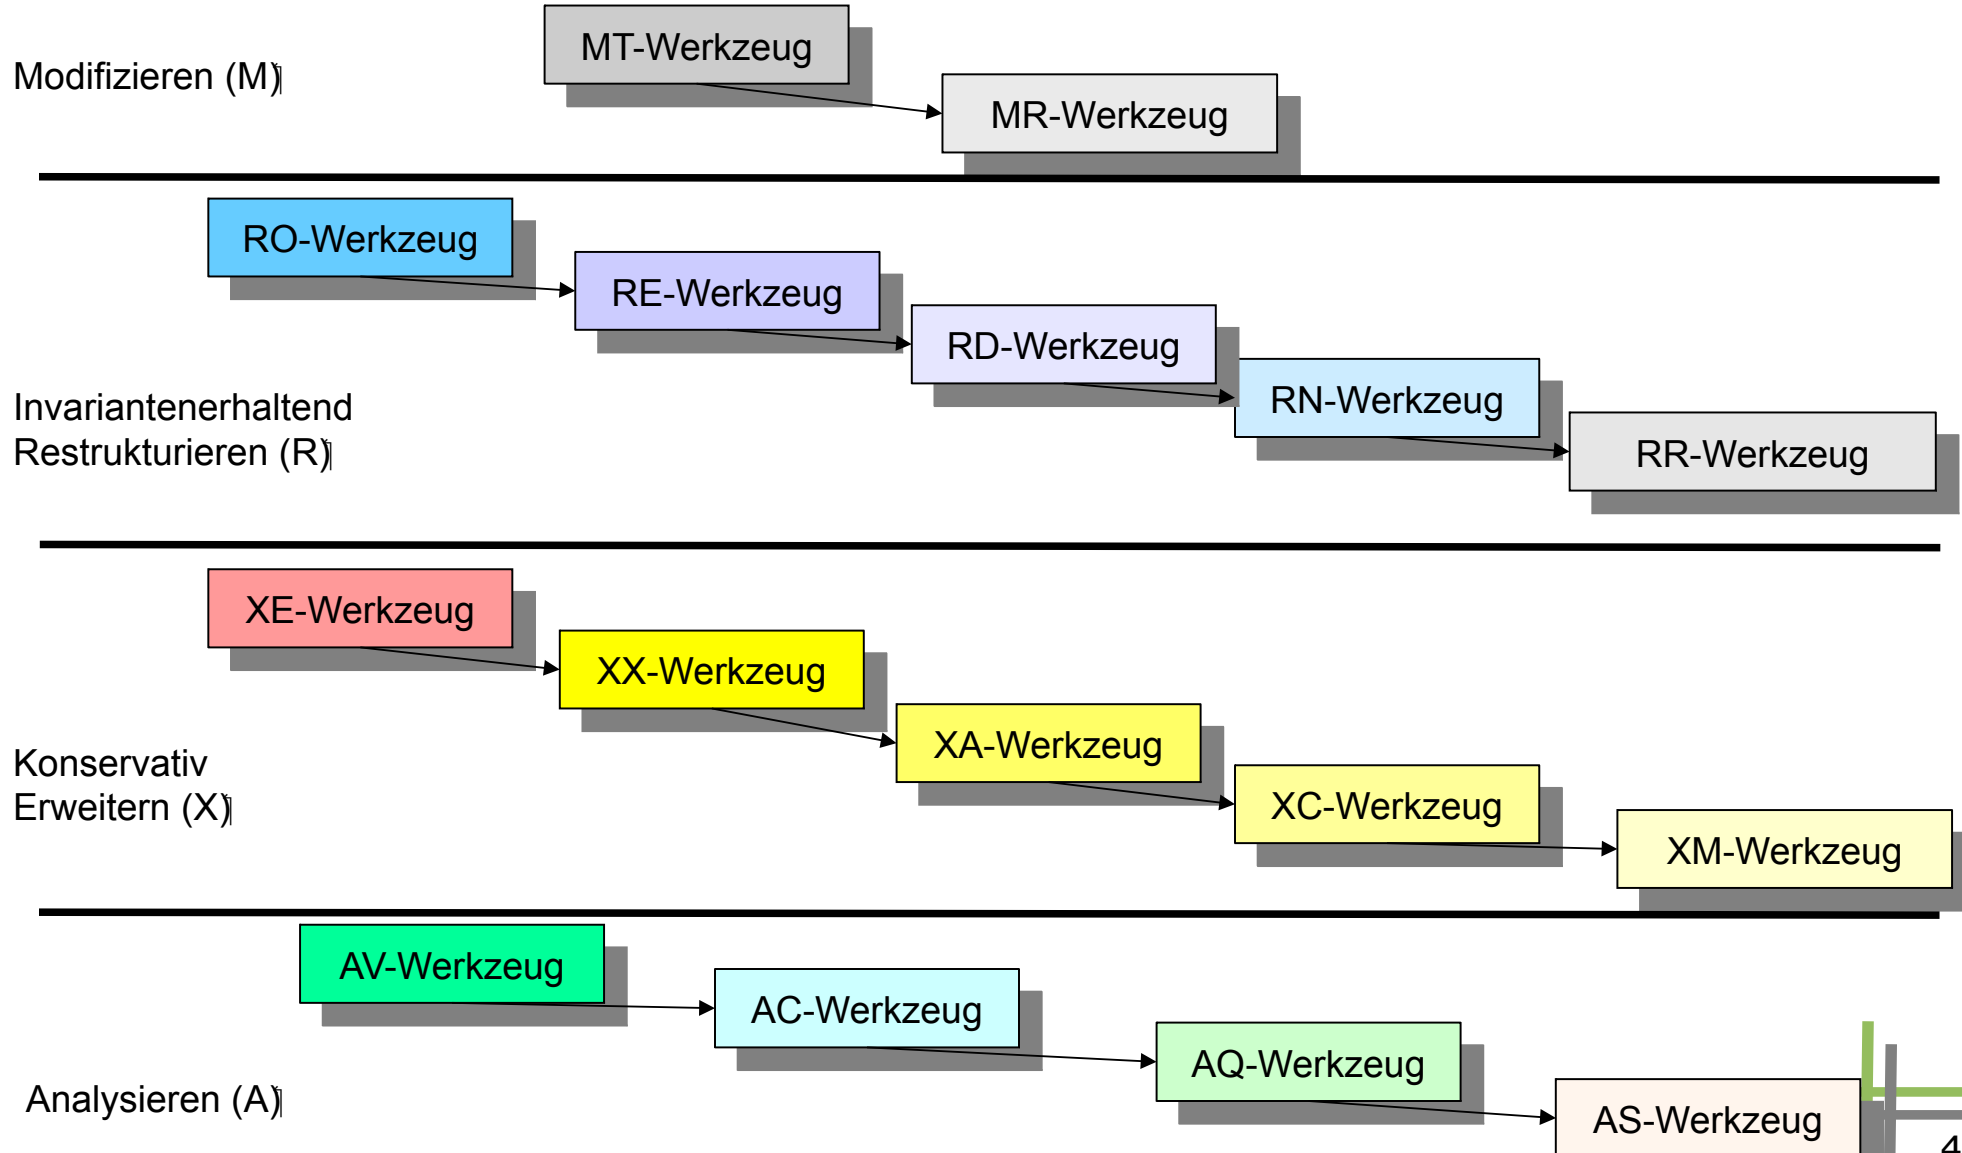 MT-Werkzeug
Modifizieren (M)
MR-Werkzeug
RO-Werkzeug
RE-Werkzeug
RD-Werkzeug
RN-Werkzeug
Invariantenerhaltend
Restrukturieren (R)
RR-Werkzeug
XE-Werkzeug
XX-Werkzeug
XA-Werkzeug
Konservativ
Erweitern (X)
XC-Werkzeug
XM-Werkzeug
AV-Werkzeug
AC-Werkzeug
AQ-Werkzeug
Analysieren (A)
AS-Werkzeug